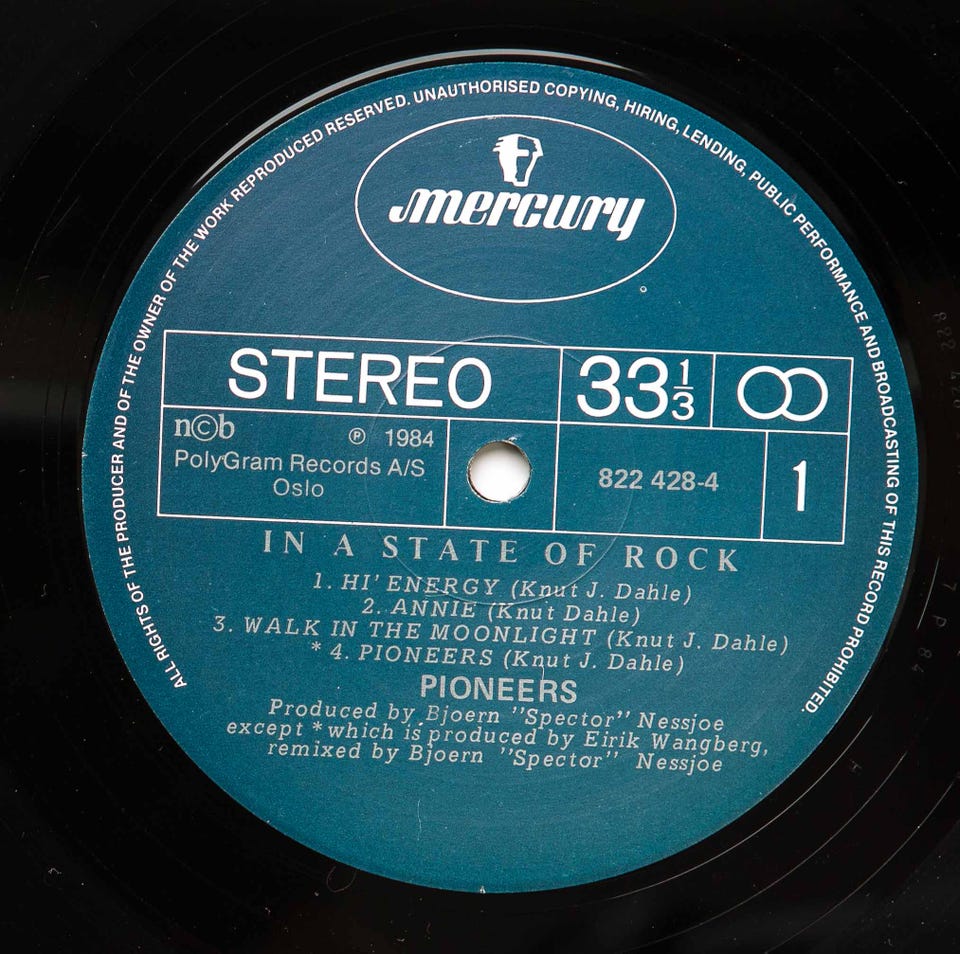 ALL RIGHTS OF THE PRODUCER AND OF THE OWNER OF THE WORK REPRODUCED RESERVED. UNAUTHORISED COPYING, HIRING, LENDING, PUBLIC PERFORMANCE AND BROADCASTING OF THIS RECORD PROHIBITED.
mercury
STEREO 33 1/3
n©b ℗ 1984
PolyGram Records A/S
Oslo
822 428-4 1
IN A STATE OF ROCK
1. HI' ENERGY (Knut J. Dahle)
2. ANNIE (Knut Dahle)
3. WALK IN THE MOONLIGHT (Knut J. Dahle)
* 4. PIONEERS (Knut J. Dahle)
PIONEERS
Produced by Bjoern "Spector" Nessjoe
except * which is produced by Eirik Wangberg,
remixed by Bjoern "Spector" Nessjoe